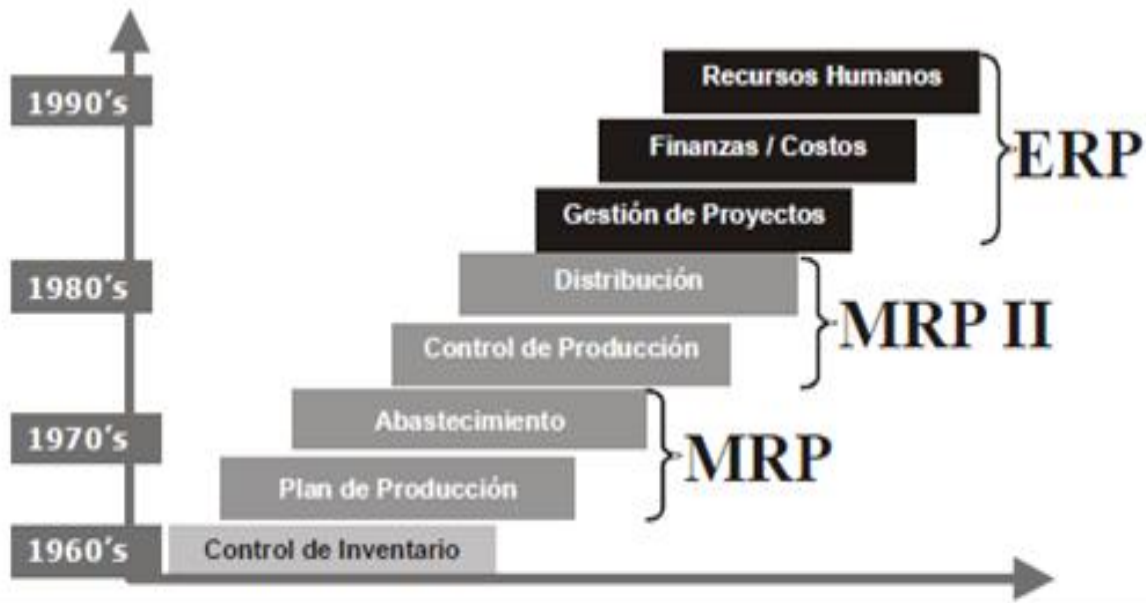 1990´s
Recursos Humanos
Finanzas / Costos
Gestión de Proyectos
ERP
1980´s
Distribución
Control de Producción
MRP II
1970´s
Abastecimiento
Plan de Producción
MRP
1960´s
Control de Inventario